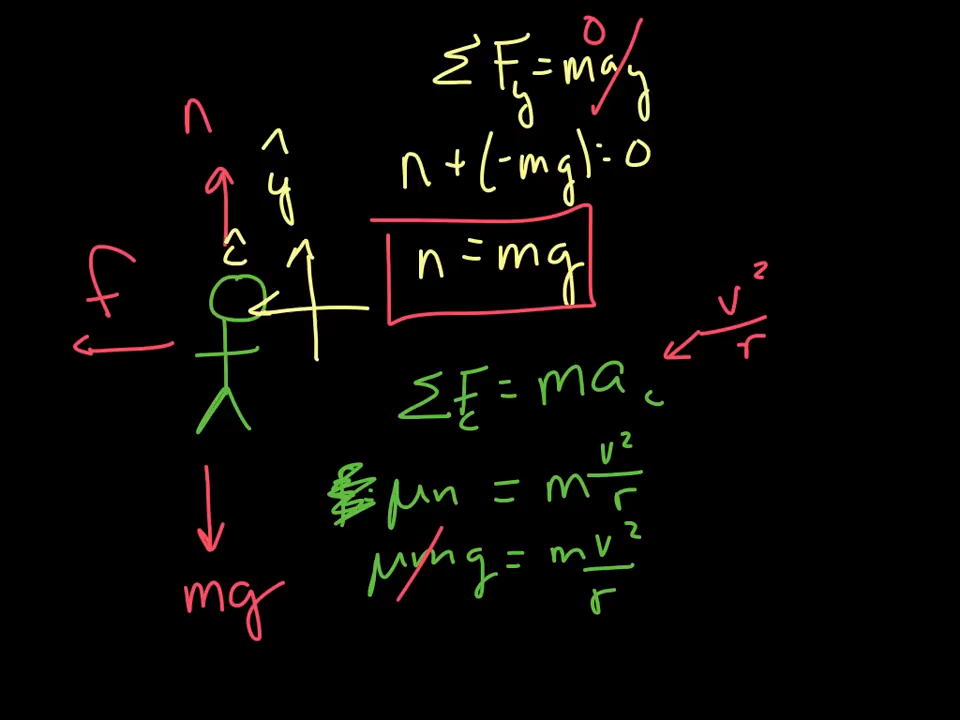 n
ŷ
ĉ
f
mg
ΣF_y = ma_y 0
n + (-mg) = 0
n = mg
v²/r
ΣF_c = ma_c
μn = m v²/r
μmg = m v²/r